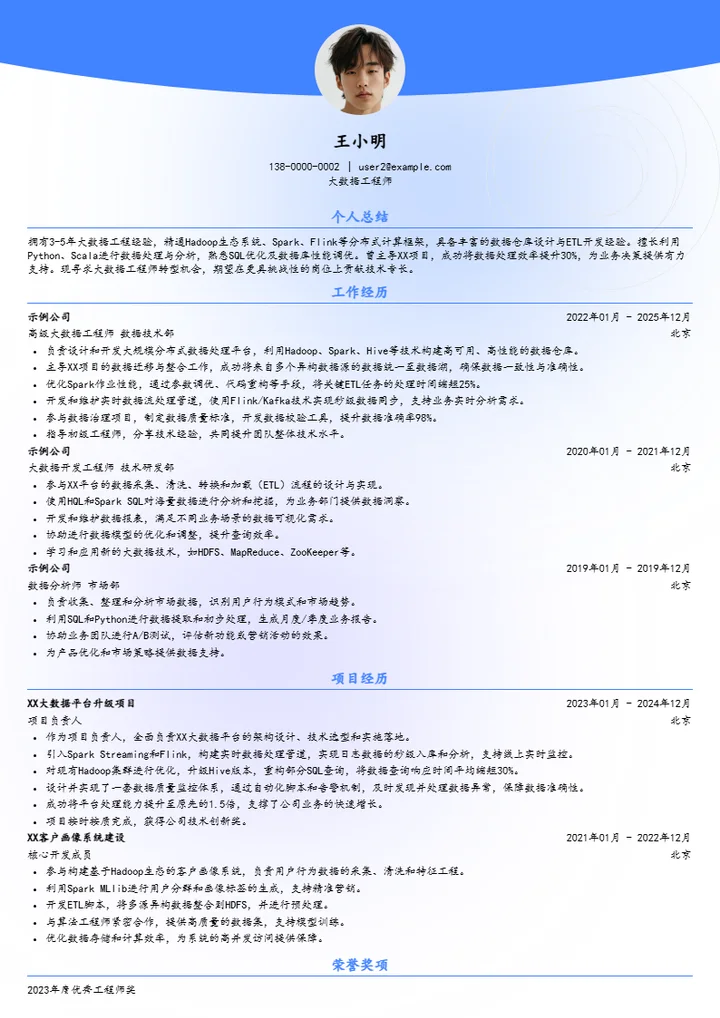 王小明
138-0000-0002 | user2@example.com
大数据工程师
个人总结
拥有3-5年大数据工程经验，精通Hadoop生态系统、Spark、Flink等分布式计算框架，具备丰富的数据仓库设计与ETL开发经验。擅长利用
Python、Scala进行数据处理与分析，熟悉SQL优化及数据库性能调优。曾主导XX项目，成功将数据处理效率提升30%，为业务决策提供有力
支持。现寻求大数据工程师转型机会，期望在更具挑战性的岗位上贡献技术专长。
工作经历
示例公司 2022年01月 - 2025年12月
高级大数据工程师 数据技术部 北京
• 负责设计和开发大规模分布式数据处理平台，利用Hadoop、Spark、Hive等技术构建高可用、高性能的数据仓库。
• 主导XX项目的数据迁移与整合工作，成功将来自多个异构数据源的数据统一至数据湖，确保数据一致性与准确性。
• 优化Spark作业性能，通过参数调优、代码重构等手段，将关键ETL任务的处理时间缩短25%。
• 开发和维护实时数据流处理管道，使用Flink/Kafka技术实现秒级数据同步，支持业务实时分析需求。
• 参与数据治理项目，制定数据质量标准，开发数据校验工具，提升数据准确率98%。
• 指导初级工程师，分享技术经验，共同提升团队整体技术水平。
示例公司 2020年01月 - 2021年12月
大数据开发工程师 技术研发部 北京
• 参与XX平台的数据采集、清洗、转换和加载（ETL）流程的设计与实现。
• 使用HQL和Spark SQL对海量数据进行分析和挖掘，为业务部门提供数据洞察。
• 开发和维护数据报表，满足不同业务场景的数据可视化需求。
• 协助进行数据模型的优化和调整，提升查询效率。
• 学习和应用新的大数据技术，如HDFS、MapReduce、ZooKeeper等。
示例公司 2019年01月 - 2019年12月
数据分析师 市场部 北京
• 负责收集、整理和分析市场数据，识别用户行为模式和市场趋势。
• 利用SQL和Python进行数据提取和初步处理，生成月度/季度业务报告。
• 协助业务团队进行A/B测试，评估新功能或营销活动的效果。
• 为产品优化和市场策略提供数据支持。
项目经历
XX大数据平台升级项目 2023年01月 - 2024年12月
项目负责人 北京
• 作为项目负责人，全面负责XX大数据平台的架构设计、技术选型和实施落地。
• 引入Spark Streaming和Flink，构建实时数据处理管道，实现日志数据的秒级入库和分析，支持线上实时监控。
• 对现有Hadoop集群进行优化，升级Hive版本，重构部分SQL查询，将数据查询响应时间平均缩短30%。
• 设计并实现了一套数据质量监控体系，通过自动化脚本和告警机制，及时发现并处理数据异常，保障数据准确性。
• 成功将平台处理能力提升至原先的1.5倍，支撑了公司业务的快速增长。
• 项目按时按质完成，获得公司技术创新奖。
XX客户画像系统建设 2021年01月 - 2022年12月
核心开发成员 北京
• 参与构建基于Hadoop生态的客户画像系统，负责用户行为数据的采集、清洗和特征工程。
• 利用Spark MLlib进行用户分群和画像标签的生成，支持精准营销。
• 开发ETL脚本，将多源异构数据整合到HDFS，并进行预处理。
• 与算法工程师紧密合作，提供高质量的数据集，支持模型训练。
• 优化数据存储和计算效率，为系统的高并发访问提供保障。
荣誉奖项
2023年度优秀工程师奖